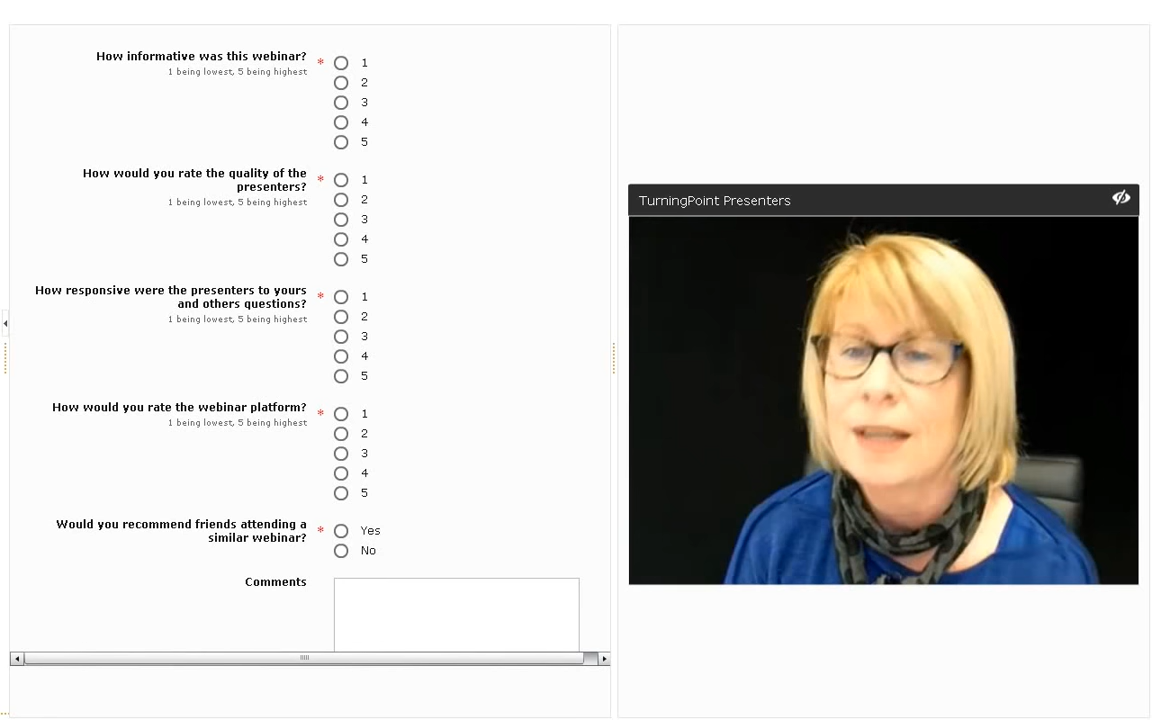 How informative was this webinar?
1 being lowest, 5 being highest
*
1
2
3
4
5
How would you rate the quality of the
presenters?
1 being lowest, 5 being highest
*
1
2
3
4
5
How responsive were the presenters to yours
and others questions?
1 being lowest, 5 being highest
*
1
2
3
4
5
How would you rate the webinar platform?
1 being lowest, 5 being highest
*
1
2
3
4
5
Would you recommend friends attending a
similar webinar?
*
Yes
No
Comments
TurningPoint Presenters